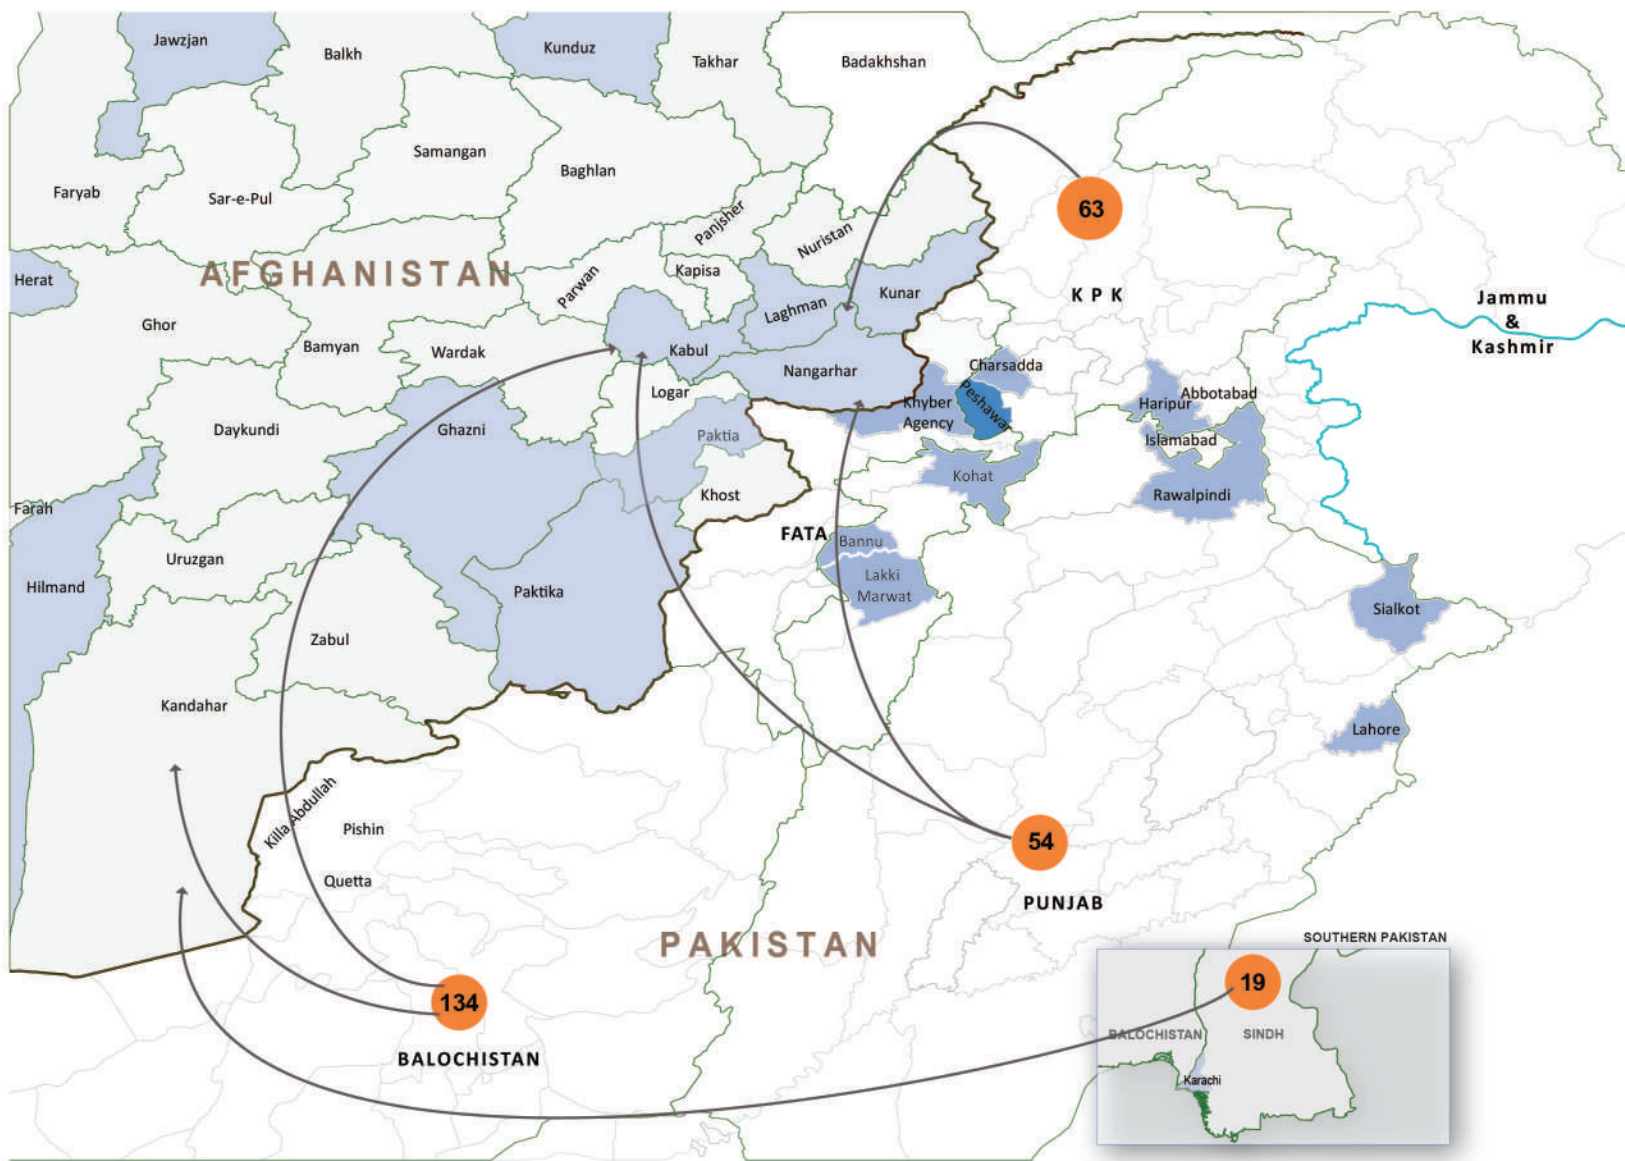 Jawzjan
Balkh
Kunduz
Takhar
Badakhshan
Samangan
Baghlan
Faryab
Sar-e-Pul
63
Panjsher
Nuristan
AFGHANISTAN
Kapisa
Parwan
Herat
Laghman
Kunar
K P K
Jammu
&
Kashmir
Ghor
Bamyan
Wardak
Kabul
Nangarhar
Charsadda
Logar
Khyber
Agency
Peshawar
Haripur
Abbotabad
Daykundi
Ghazni
Paktia
Islamabad
Kohat
Khost
Rawalpindi
Farah
FATA
Bannu
Uruzgan
Hilmand
Paktika
Lakki
Marwat
Sialkot
Zabul
Kandahar
Lahore
Killa Abdullah
Pishin
54
Quetta
PUNJAB
PAKISTAN
SOUTHERN PAKISTAN
134
19
BALOCHISTAN
SINDH
BALOCHISTAN
Karachi